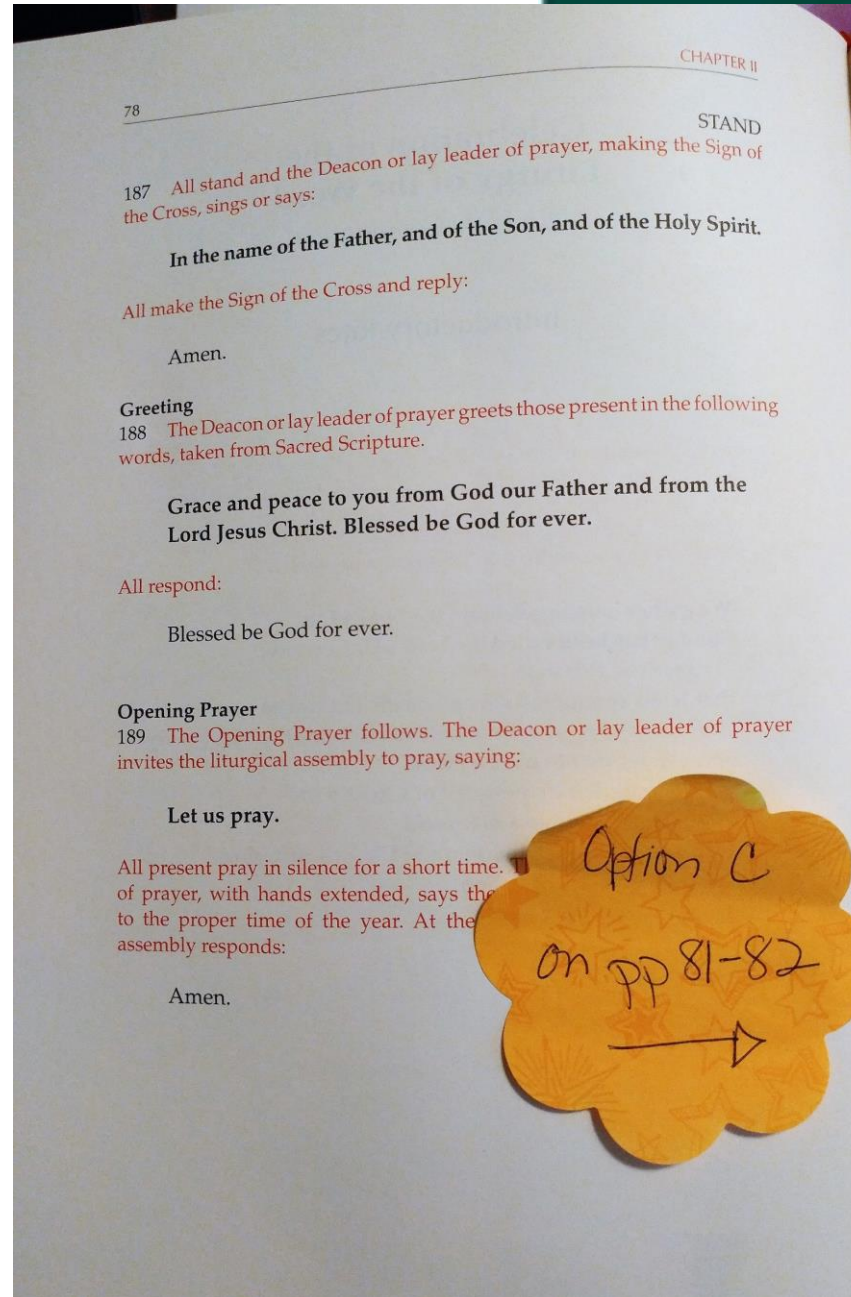 CHAPTER II
78
STAND
187 All stand and the Deacon or lay leader of prayer, making the Sign of
the Cross, sings or says:
In the name of the Father, and of the Son, and of the Holy Spirit.
All make the Sign of the Cross and reply:
Amen.
Greeting
188 The Deacon or lay leader of prayer greets those present in the following
words, taken from Sacred Scripture.
Grace and peace to you from God our Father and from the
Lord Jesus Christ. Blessed be God for ever.
All respond:
Blessed be God for ever.
Opening Prayer
189 The Opening Prayer follows. The Deacon or lay leader of prayer
invites the liturgical assembly to pray, saying:
Let us pray.
All present pray in silence for a short time.
of prayer, with hands extended, says the
to the proper time of the year. At the
assembly responds:
Amen.
Option C
on pp 81-82